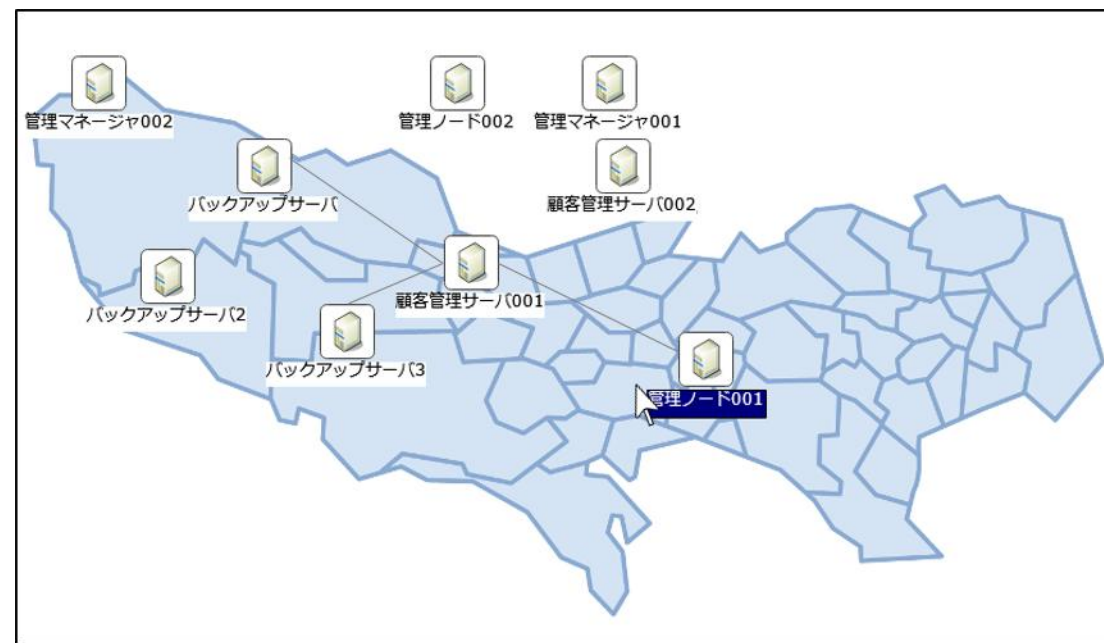 管理マネージャ002
管理ノード002
管理マネージャ001
バックアップサーバ
顧客管理サーバ002
バックアップサーバ2
顧客管理サーバ001
バックアップサーバ3
管理ノード001